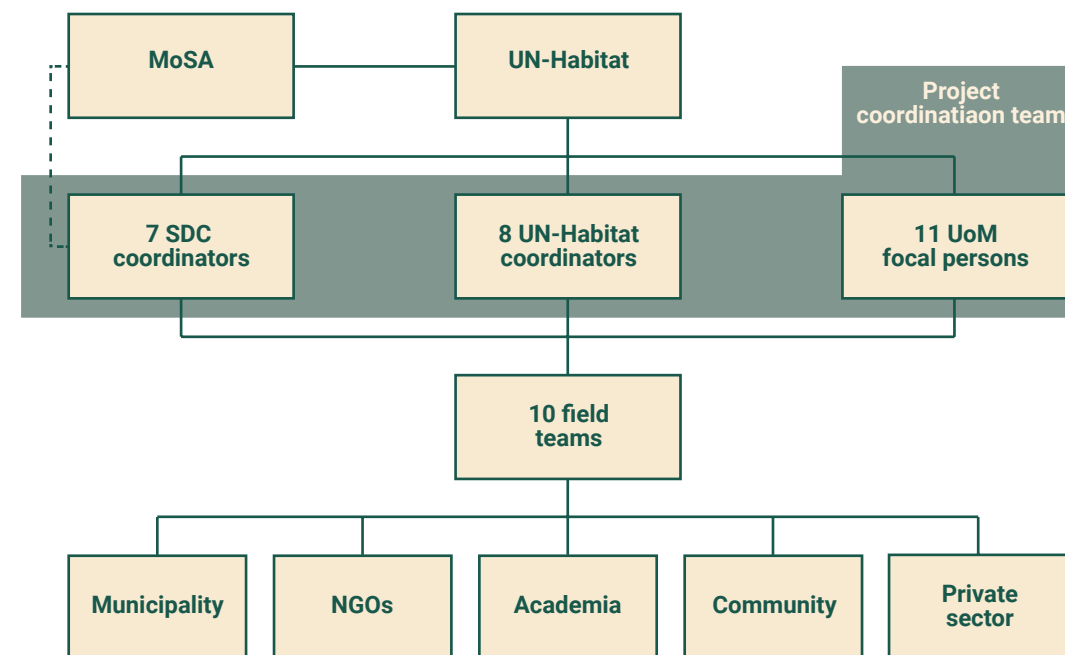 MoSA
UN-Habitat
Project
coordinatiaon team
7 SDC
coordinators
8 UN-Habitat
coordinators
11 UoM
focal persons
10 field
teams
Municipality
NGOs
Academia
Community
Private
sector